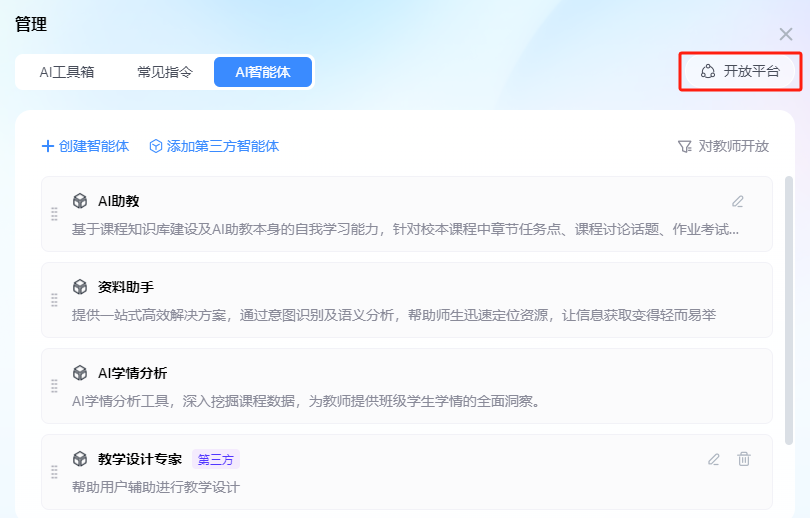 管理
AI工具箱 常见指令 AI智能体 开放平台
创建智能体 添加第三方智能体 对教师开放
AI助教
基于课程知识库建设及AI助教本身的自我学习能力，针对校本课程中章节任务点、课程讨论话题、作业考试...
资料助手
提供一站式高效解决方案，通过意图识别及语义分析，帮助师生迅速定位资源，让信息获取变得轻而易举
AI学情分析
AI学情分析工具，深入挖掘课程数据，为教师提供班级学生学情的全面洞察。
教学设计专家 第三方
帮助用户辅助进行教学设计